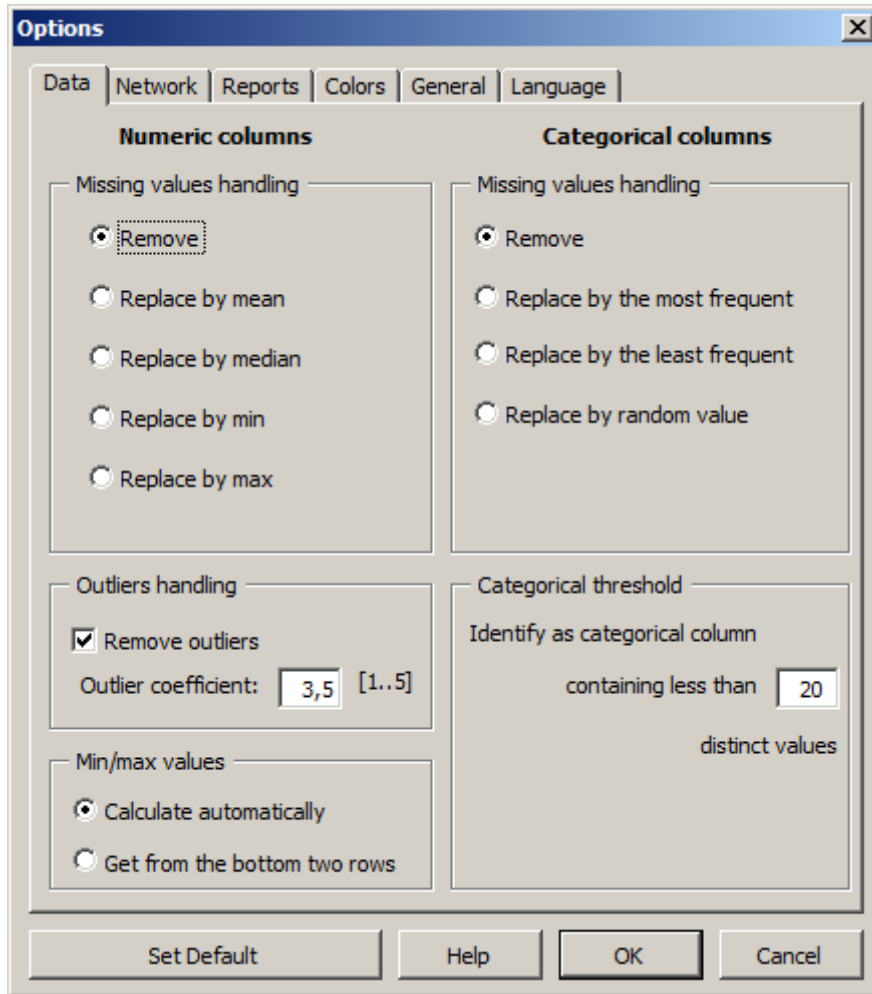 Options
Data Network Reports Colors General Language
Numeric columns
Missing values handling
Remove
Replace by mean
Replace by median
Replace by min
Replace by max
Outliers handling
Remove outliers
Outlier coefficient: 3,5 [1..5]
Min/max values
Calculate automatically
Get from the bottom two rows
Categorical columns
Missing values handling
Remove
Replace by the most frequent
Replace by the least frequent
Replace by random value
Categorical threshold
Identify as categorical column
containing less than 20
distinct values
Set Default Help OK Cancel